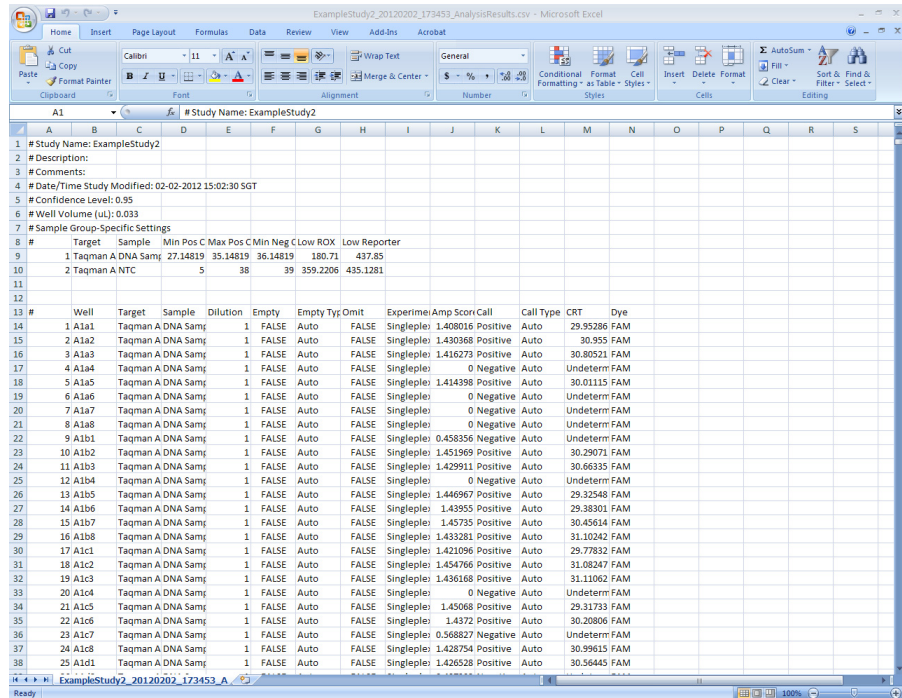 ExampleStudy2_20120202_173453_AnalysisResults.csv - Microsoft Excel
Home Insert Page Layout Formulas Data Review View Add-Ins Acrobat
Paste Cut Copy Format Painter
Calibri 11 Wrap Text General
B I U Merge & Center $ % ,
Conditional Formatting Format as Table Cell Styles Insert Delete Format
Σ AutoSum Fill Clear Sort & Filter Find & Select
Clipboard Font Alignment Number Styles Cells Editing
A1 fx # Study Name: ExampleStudy2
A B C D E F G H I J K L M N O P Q R S
1 # Study Name: ExampleStudy2
2 # Description:
3 # Comments:
4 # Date/Time Study Modified: 02-02-2012 15:02:30 SGT
5 # Confidence Level: 0.95
6 # Well Volume (uL): 0.033
7 # Sample Group-Specific Settings
8 # Target Sample Min Pos C Max Pos C Min Neg C Low ROX Low Reporter
9 1 Taqman A DNA Samp 27.14819 35.14819 36.14819 180.71 437.85
10 2 Taqman A NTC 5 38 39 359.2206 435.1281
11
12
13 # Well Target Sample Dilution Empty Empty Typ Omit Experimer Amp Score Call Call Type CRT Dye
14 1 A1a1 Taqman A DNA Samp 1 FALSE Auto FALSE Singleplex 1.408016 Positive Auto 29.95286 FAM
15 2 A1a2 Taqman A DNA Samp 1 FALSE Auto FALSE Singleplex 1.430368 Positive Auto 30.955 FAM
16 3 A1a3 Taqman A DNA Samp 1 FALSE Auto FALSE Singleplex 1.416273 Positive Auto 30.80521 FAM
17 4 A1a4 Taqman A DNA Samp 1 FALSE Auto FALSE Singleplex 0 Negative Auto Undeterm FAM
18 5 A1a5 Taqman A DNA Samp 1 FALSE Auto FALSE Singleplex 1.414398 Positive Auto 30.01115 FAM
19 6 A1a6 Taqman A DNA Samp 1 FALSE Auto FALSE Singleplex 0 Negative Auto Undeterm FAM
20 7 A1a7 Taqman A DNA Samp 1 FALSE Auto FALSE Singleplex 0 Negative Auto Undeterm FAM
21 8 A1a8 Taqman A DNA Samp 1 FALSE Auto FALSE Singleplex 0 Negative Auto Undeterm FAM
22 9 A1b1 Taqman A DNA Samp 1 FALSE Auto FALSE Singleplex 0.458356 Negative Auto Undeterm FAM
23 10 A1b2 Taqman A DNA Samp 1 FALSE Auto FALSE Singleplex 1.451969 Positive Auto 30.29071 FAM
24 11 A1b3 Taqman A DNA Samp 1 FALSE Auto FALSE Singleplex 1.429911 Positive Auto 30.66335 FAM
25 12 A1b4 Taqman A DNA Samp 1 FALSE Auto FALSE Singleplex 0 Negative Auto Undeterm FAM
26 13 A1b5 Taqman A DNA Samp 1 FALSE Auto FALSE Singleplex 1.446967 Positive Auto 29.32548 FAM
27 14 A1b6 Taqman A DNA Samp 1 FALSE Auto FALSE Singleplex 1.43955 Positive Auto 29.38301 FAM
28 15 A1b7 Taqman A DNA Samp 1 FALSE Auto FALSE Singleplex 1.45735 Positive Auto 30.45614 FAM
29 16 A1b8 Taqman A DNA Samp 1 FALSE Auto FALSE Singleplex 1.433281 Positive Auto 31.10242 FAM
30 17 A1c1 Taqman A DNA Samp 1 FALSE Auto FALSE Singleplex 1.421096 Positive Auto 29.77832 FAM
31 18 A1c2 Taqman A DNA Samp 1 FALSE Auto FALSE Singleplex 1.454766 Positive Auto 31.08247 FAM
32 19 A1c3 Taqman A DNA Samp 1 FALSE Auto FALSE Singleplex 1.436168 Positive Auto 31.11062 FAM
33 20 A1c4 Taqman A DNA Samp 1 FALSE Auto FALSE Singleplex 0 Negative Auto Undeterm FAM
34 21 A1c5 Taqman A DNA Samp 1 FALSE Auto FALSE Singleplex 1.45068 Positive Auto 29.31733 FAM
35 22 A1c6 Taqman A DNA Samp 1 FALSE Auto FALSE Singleplex 1.4372 Positive Auto 30.20806 FAM
36 23 A1c7 Taqman A DNA Samp 1 FALSE Auto FALSE Singleplex 0.568827 Negative Auto Undeterm FAM
37 24 A1c8 Taqman A DNA Samp 1 FALSE Auto FALSE Singleplex 1.428754 Positive Auto 30.99615 FAM
38 25 A1d1 Taqman A DNA Samp 1 FALSE Auto FALSE Singleplex 1.426528 Positive Auto 30.56445 FAM
ExampleStudy2_20120202_173453_A
Ready 100%